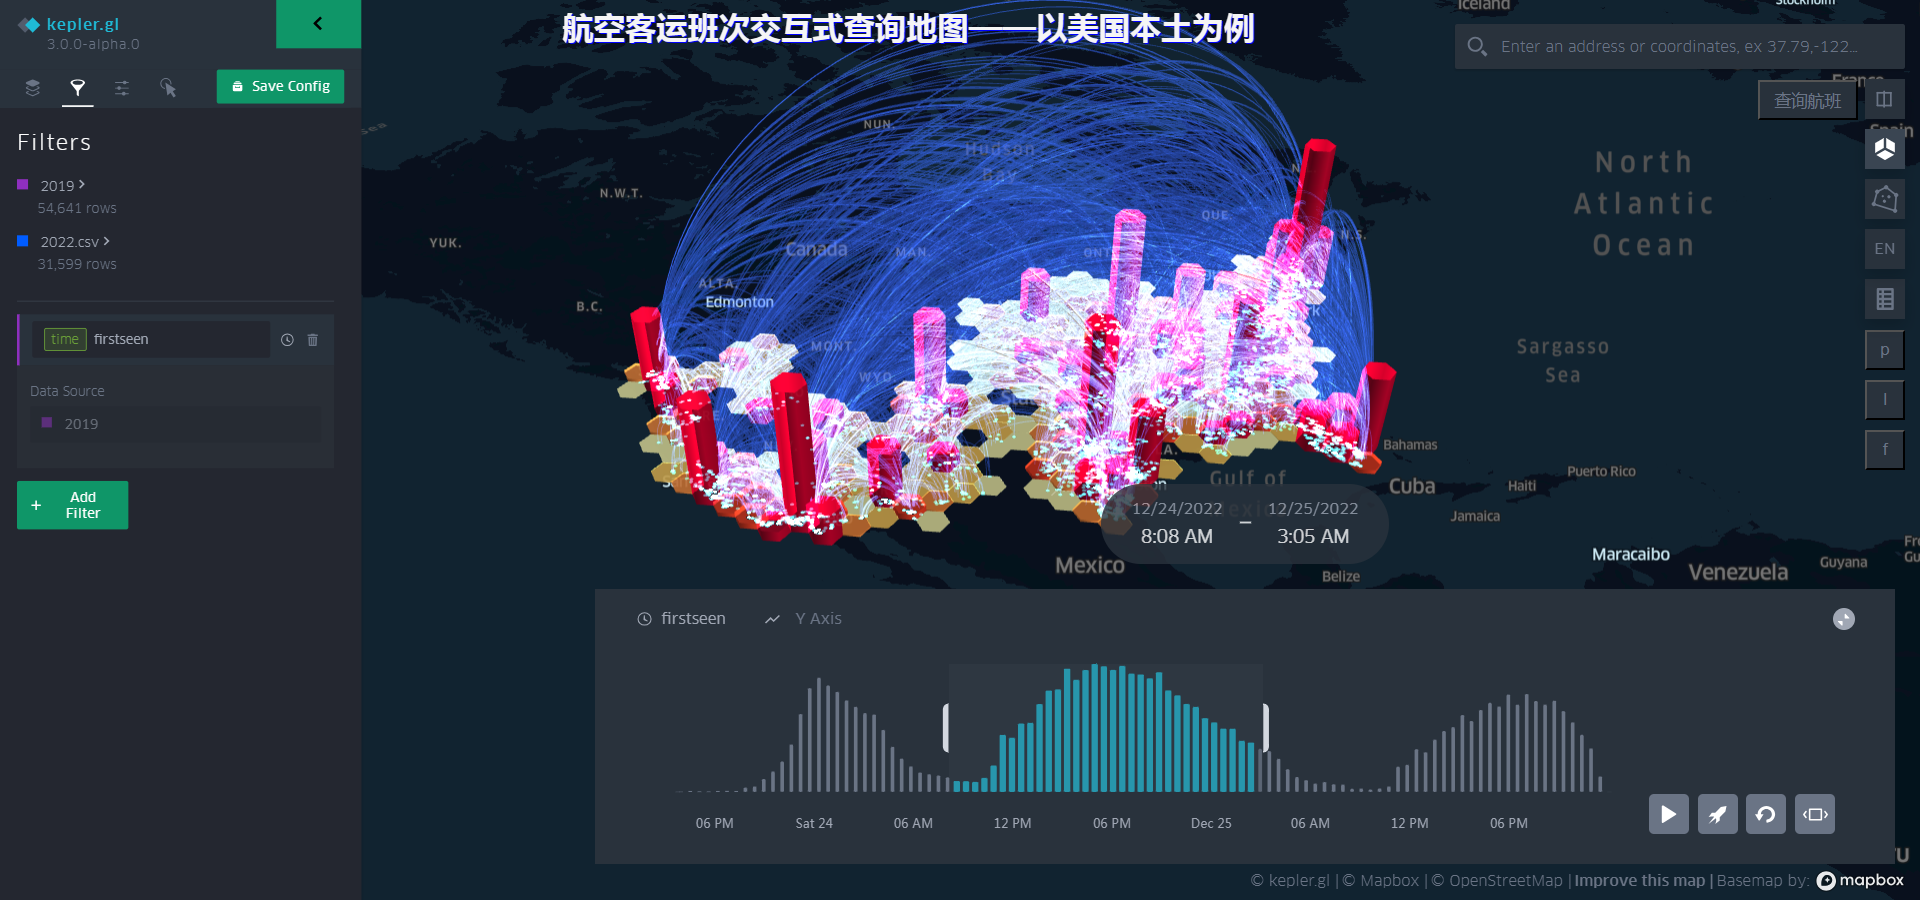 kepler.gl
3.0.0-alpha.0
Save Config
Filters
2019
54,641 rows
2022.csv
31,599 rows
time firstseen
Data Source
2019
+ Add Filter
航空客运班次交互式查询地图——以美国本土为例
Iceland
Stockholm
Enter an address or coordinates, ex 37.79,-122...
France
查询航班
Spain
EN
p
l
f
NUN.
Hudson
Bay
N.W.T.
YUK.
QUE.
N.S.
Canada
MAN.
ONT.
ALTA.
Edmonton
B.C.
MONT.
WYO.
North
Atlantic
Ocean
Sargasso
Sea
Bahamas
Gulf of
Cuba
Haiti
Puerto Rico
Jamaica
Mexico
Belize
Maracaibo
Venezuela
Guyana
12/24/2022 – 12/25/2022
8:08 AM 3:05 AM
firstseen Y Axis
06 PM Sat 24 06 AM 12 PM 06 PM Dec 25 06 AM 12 PM 06 PM
© kepler.gl | © Mapbox | © OpenStreetMap | Improve this map | Basemap by: mapbox